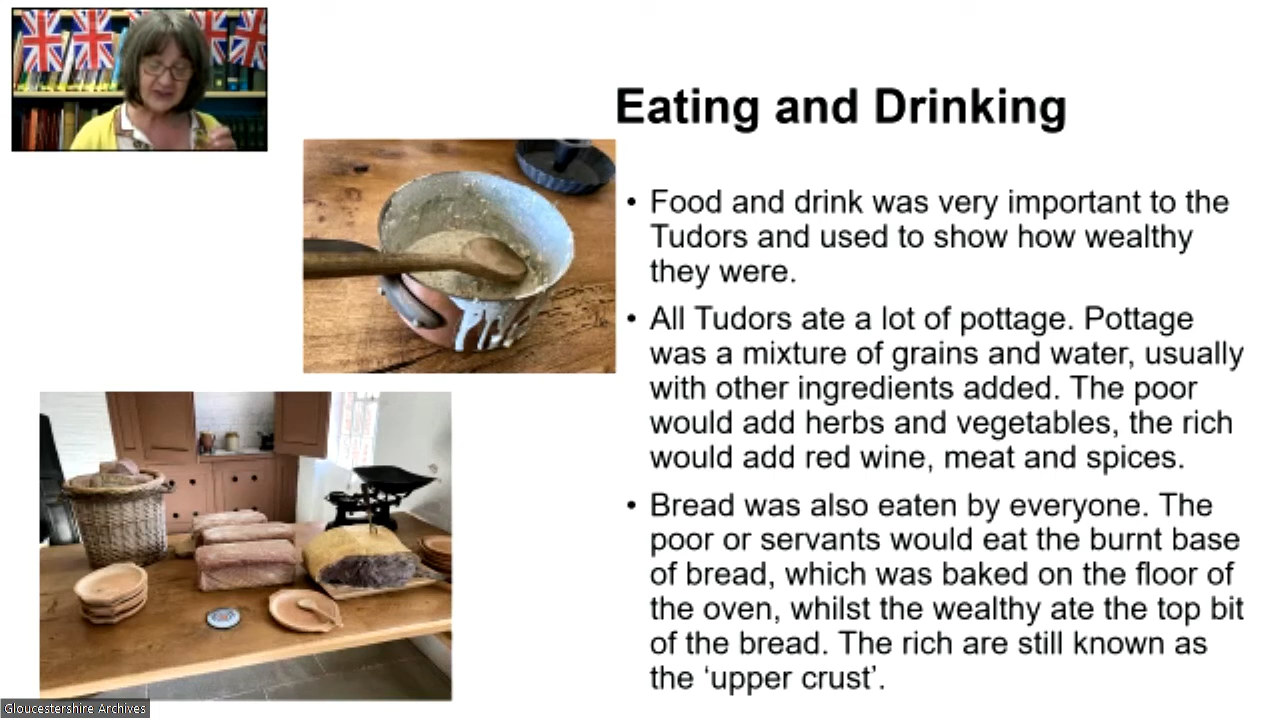 Eating and Drinking
• Food and drink was very important to the
Tudors and used to show how wealthy
they were.
• All Tudors ate a lot of pottage. Pottage
was a mixture of grains and water, usually
with other ingredients added. The poor
would add herbs and vegetables, the rich
would add red wine, meat and spices.
• Bread was also eaten by everyone. The
poor or servants would eat the burnt base
of bread, which was baked on the floor of
the oven, whilst the wealthy ate the top bit
of the bread. The rich are still known as
the ‘upper crust’.
Gloucestershire Archives